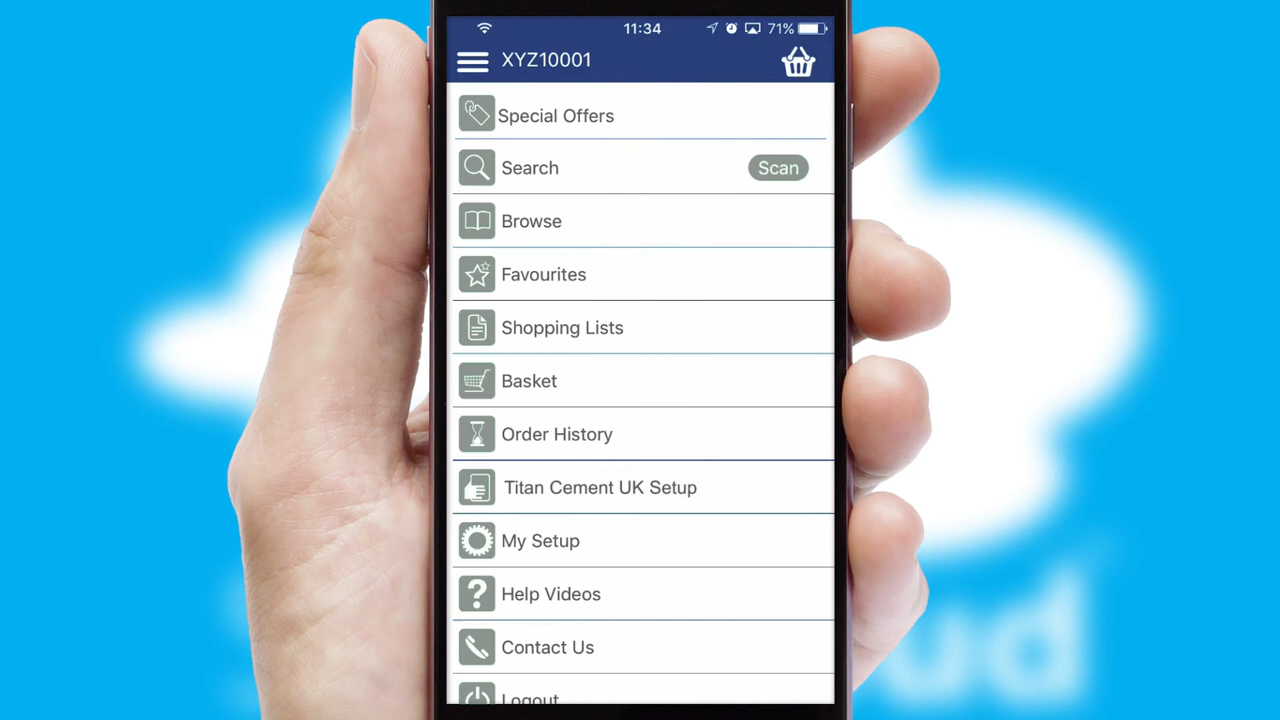 11:34 71%
XYZ10001
Special Offers
Search Scan
Browse
Favourites
Shopping Lists
Basket
Order History
Titan Cement UK Setup
My Setup
Help Videos
Contact Us
Logout